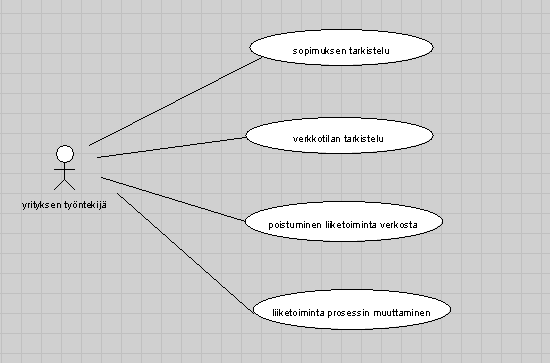 sopimuksen tarkistelu
verkkotilan tarkistelu
yrityksen työntekijä
poistuminen liiketoiminta verkosta
liiketoiminta prosessin muuttaminen